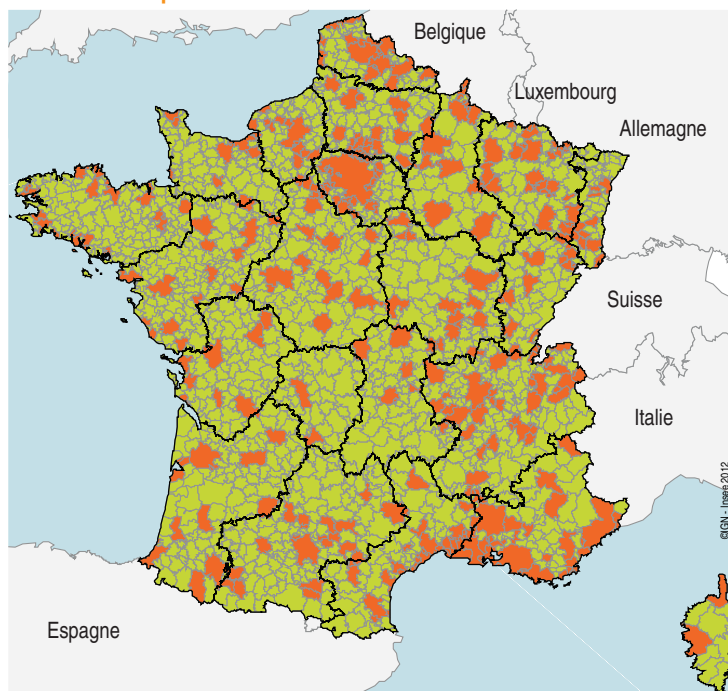 Belgique
Luxembourg
Allemagne
Suisse
Italie
Espagne
©IGN - Insee 2012